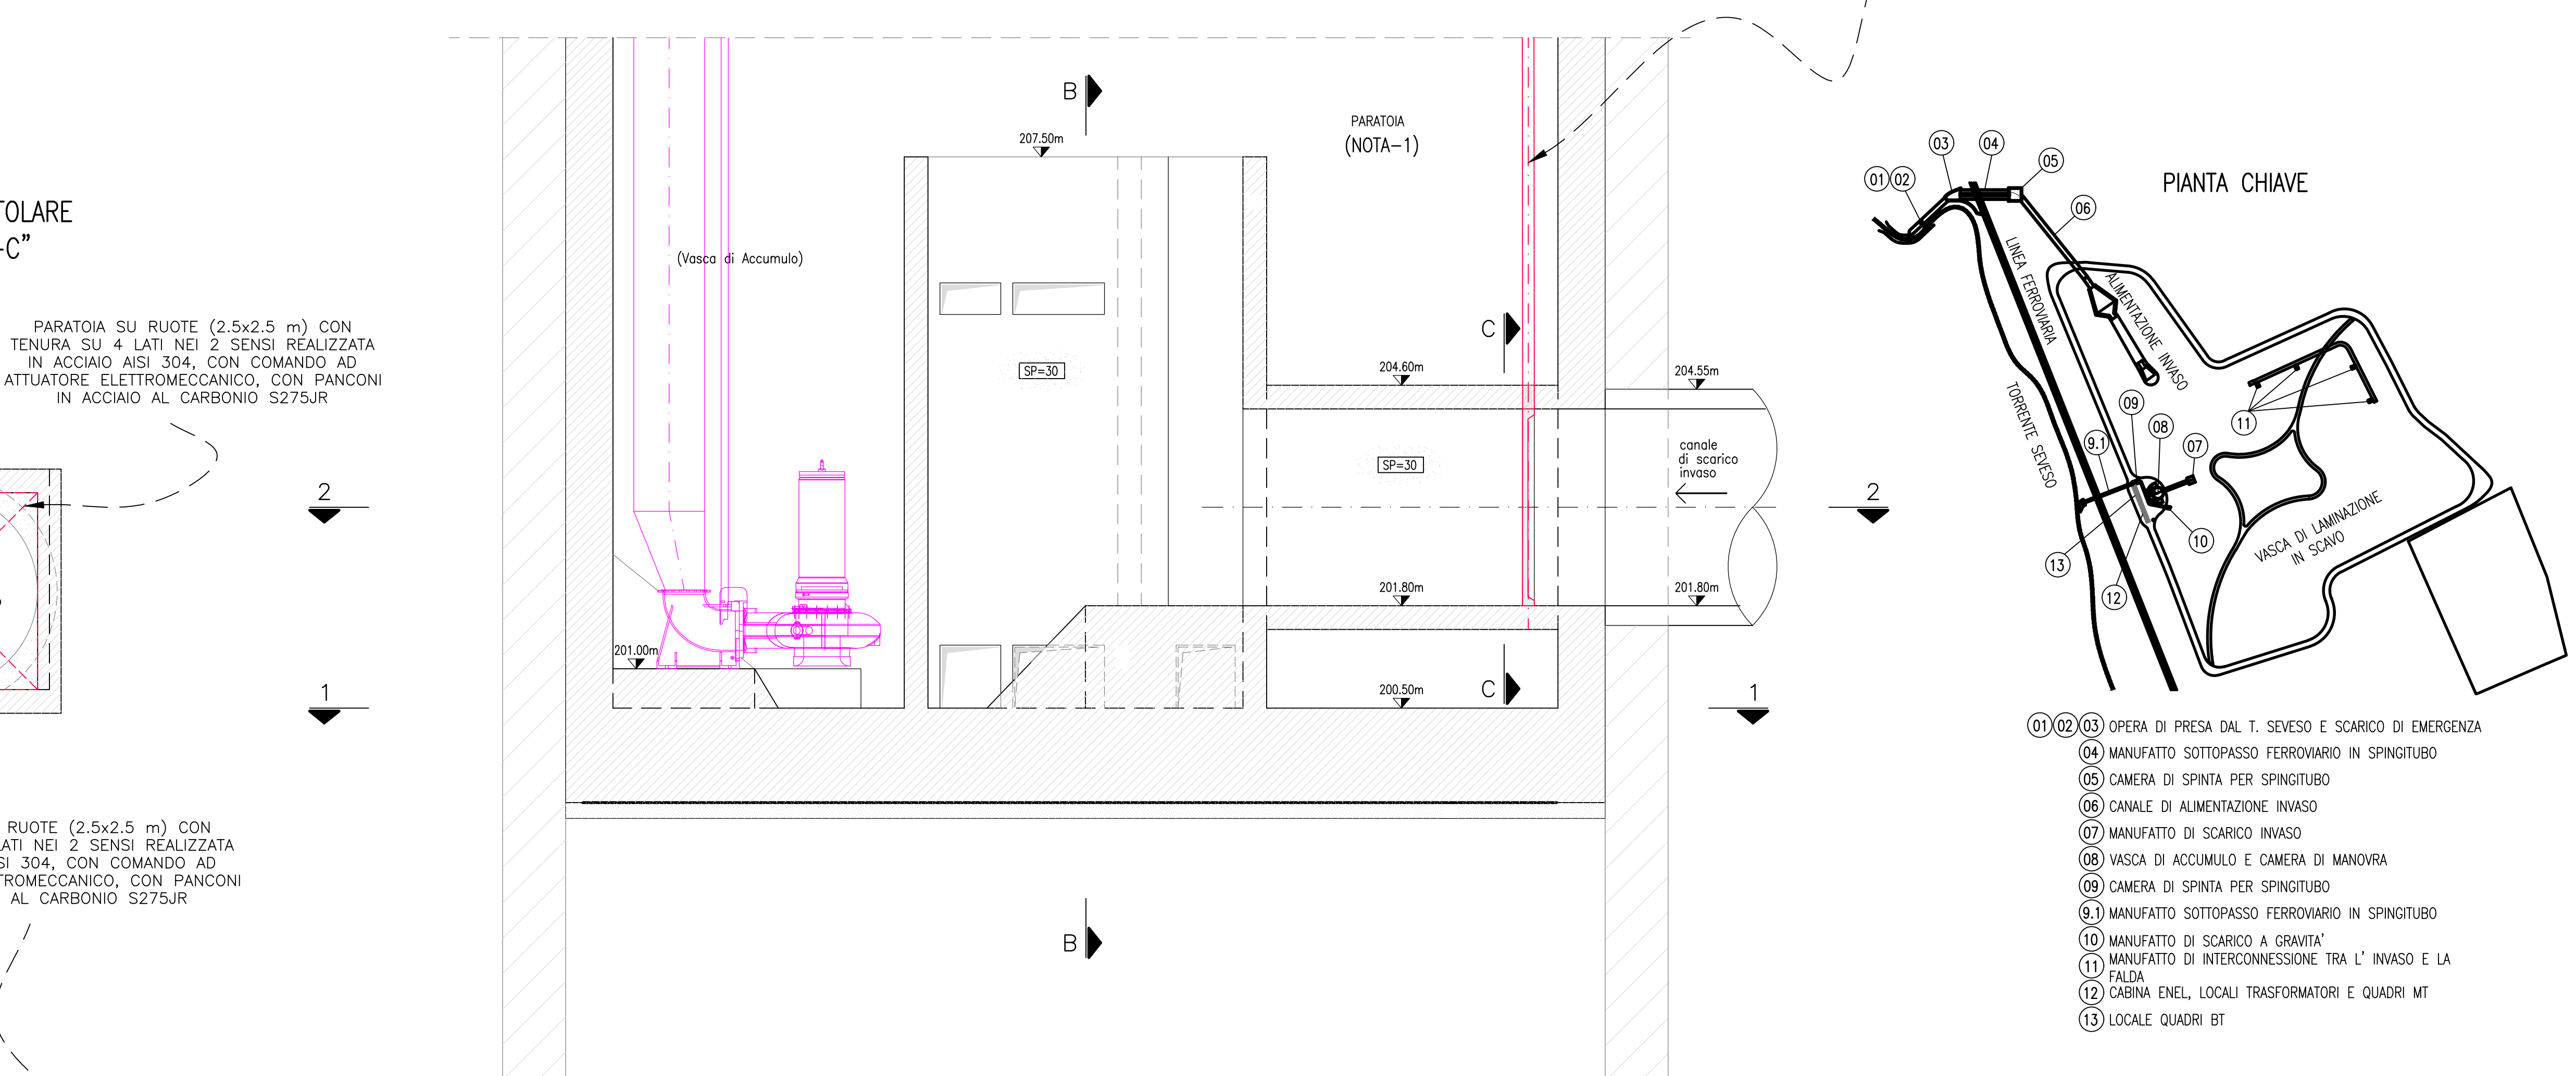 TOLARE
-C"
PARATOIA SU RUOTE (2.5x2.5 m) CON
TENURA SU 4 LATI NEI 2 SENSI REALIZZATA
IN ACCIAIO AISI 304, CON COMANDO AD
ATTUATORE ELETTROMECCANICO, CON PANCONI
IN ACCIAIO AL CARBONIO S275JR
2
1
RUOTE (2.5x2.5 m) CON
LATI NEI 2 SENSI REALIZZATA
SI 304, CON COMANDO AD
TROMECCANICO, CON PANCONI
AL CARBONIO S275JR
B
207.50m
PARATOIA
(NOTA-1)
(Vasca di Accumulo)
C
SP=30
204.60m
204.55m
SP=30
canale
di scarico
invaso
2
201.80m
201.80m
201.00m
200.50m
C
1
B
PIANTA CHIAVE
03
04
05
01
02
06
LINEA FERROVIARIA
ALIMENTAZIONE INVASO
TORRENTE SEVESO
09
08
11
9.1
07
VASCA DI LAMINAZIONE
IN SCAVO
10
13
12
01 02 03 OPERA DI PRESA DAL T. SEVESO E SCARICO DI EMERGENZA
04 MANUFATTO SOTTOPASSO FERROVIARIO IN SPINGITUBO
05 CAMERA DI SPINTA PER SPINGITUBO
06 CANALE DI ALIMENTAZIONE INVASO
07 MANUFATTO DI SCARICO INVASO
08 VASCA DI ACCUMULO E CAMERA DI MANOVRA
09 CAMERA DI SPINTA PER SPINGITUBO
9.1 MANUFATTO SOTTOPASSO FERROVIARIO IN SPINGITUBO
10 MANUFATTO DI SCARICO A GRAVITA'
11 MANUFATTO DI INTERCONNESSIONE TRA L' INVASO E LA
FALDA
12 CABINA ENEL, LOCALI TRASFORMATORI E QUADRI MT
13 LOCALE QUADRI BT